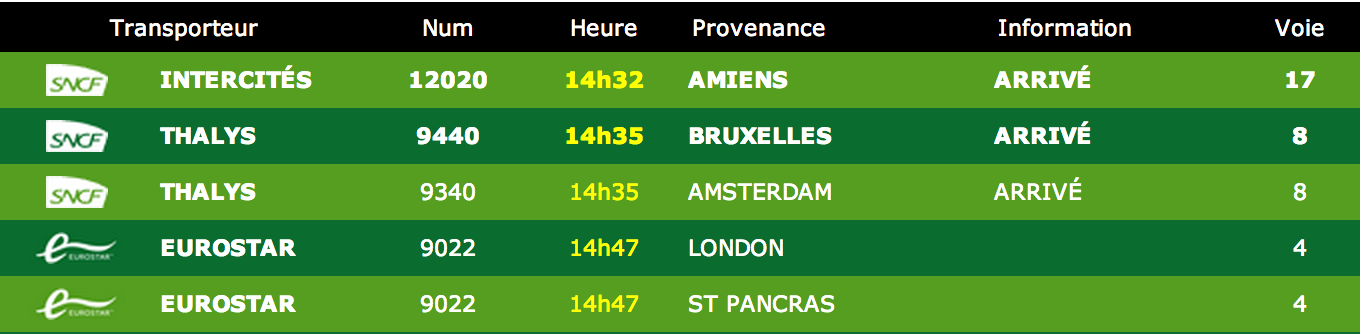 Transporteur Num Heure Provenance Information Voie
SNCF INTERCITÉS 12020 14h32 AMIENS ARRIVÉ 17
SNCF THALYS 9440 14h35 BRUXELLES ARRIVÉ 8
SNCF THALYS 9340 14h35 AMSTERDAM ARRIVÉ 8
EUROSTAR EUROSTAR 9022 14h47 LONDON 4
EUROSTAR EUROSTAR 9022 14h47 ST PANCRAS 4